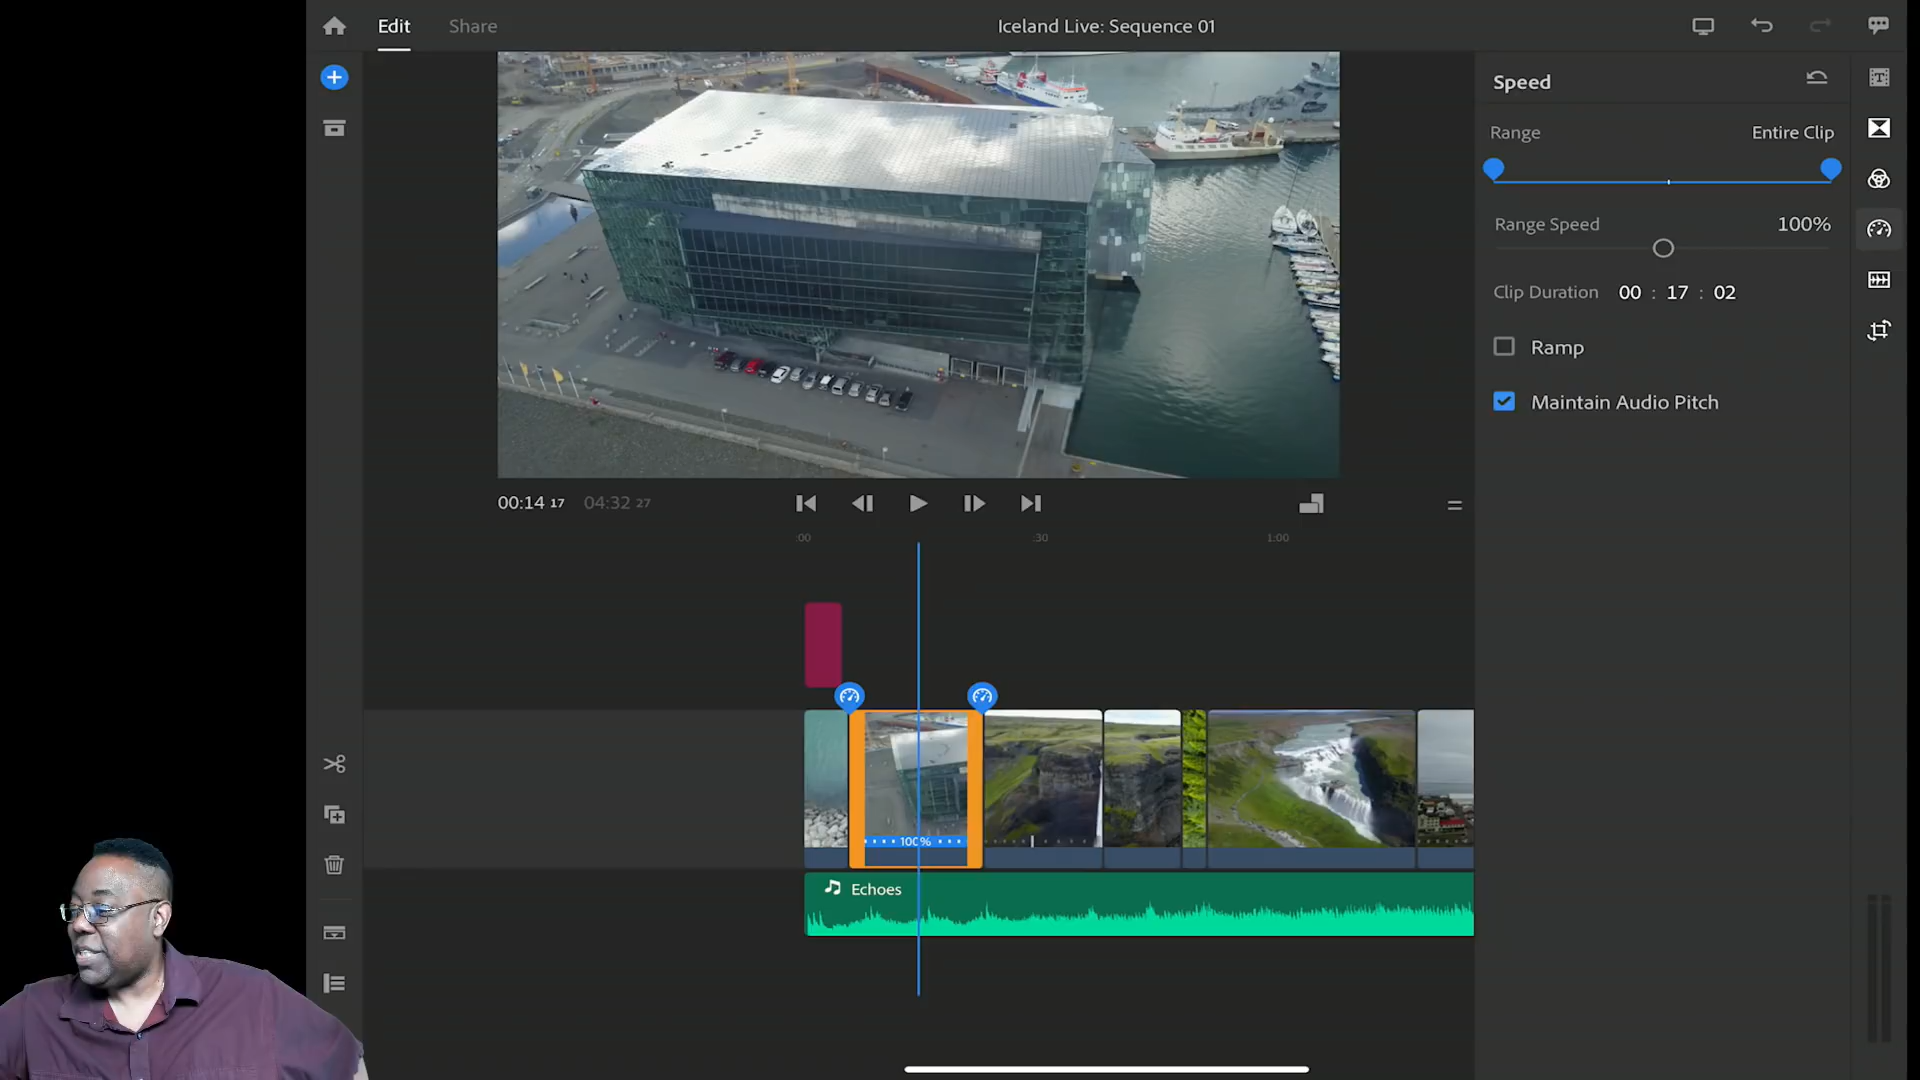 Edit
Share
Iceland Live: Sequence 01
Speed
Range
Entire Clip
Range Speed
100%
Clip Duration
00 : 17 : 02
Ramp
Maintain Audio Pitch
00:14 17
04:32 27
:00
:30
1:00
100%
Echoes